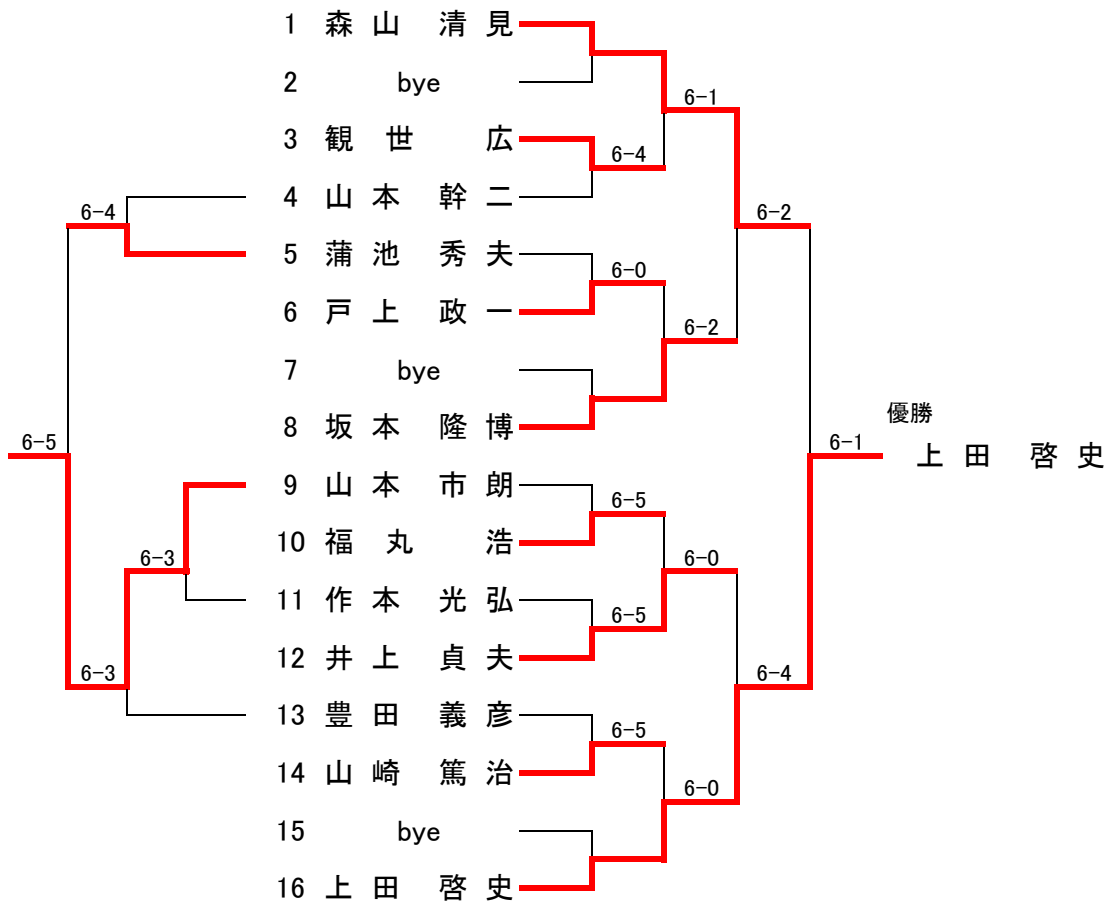 1 森山 清見
2 bye
6-1
3 観世 広
6-4
4 山本 幹二
6-4
6-2
5 蒲池 秀夫
6-0
6 戸上 政一
6-2
7 bye
優勝
8 坂本 隆博
6-5
6-1
上田 啓史
9 山本 市朗
6-5
10 福丸 浩
6-3
6-0
11 作本 光弘
6-5
12 井上 貞夫
6-3
6-4
13 豊田 義彦
6-5
14 山崎 篤治
6-0
15 bye
16 上田 啓史